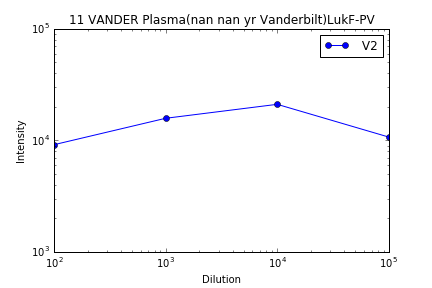 11 VANDER Plasma(nan nan yr Vanderbilt)LukF-PV
V2
10^5
10^4
10^3
Intensity
10^2 10^3 10^4 10^5
Dilution